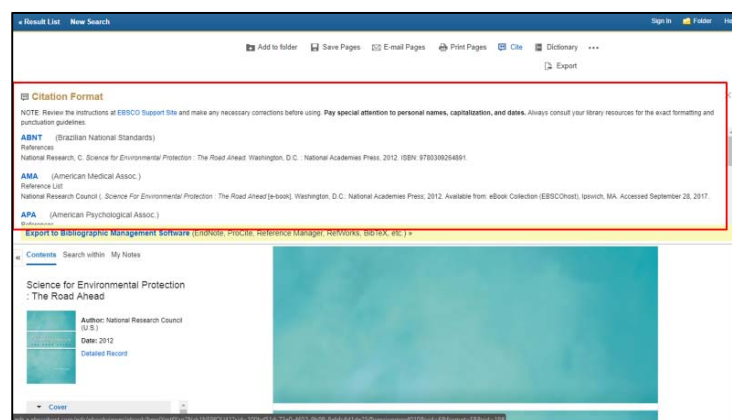 « Result List New Search Sign In Folder He
Add to folder Save Pages E-mail Pages Print Pages Cite Dictionary •••
Export
Citation Format
NOTE: Review the instructions at EBSCO Support Site and make any necessary corrections before using. Pay special attention to personal names, capitalization, and dates. Always consult your library resources for the exact formatting and
punctuation guidelines.
ABNT (Brazilian National Standards)
References
National Research, C. Science for Environmental Protection : The Road Ahead. Washington, D.C. : National Academies Press, 2012. ISBN: 9780309264891.
AMA (American Medical Assoc.)
Reference List
National Research Council (. Science For Environmental Protection : The Road Ahead [e-book]. Washington, D.C.: National Academies Press; 2012. Available from: eBook Collection (EBSCOhost), Ipswich, MA. Accessed September 28, 2017.
APA (American Psychological Assoc.)
References
Export to Bibliographic Management Software (EndNote, ProCite, Reference Manager, RefWorks, BibTeX, etc.) »
« Contents Search within My Notes
Science for Environmental Protection
: The Road Ahead
Author: National Research Council
(U.S.)
Date: 2012
Detailed Record
Cover